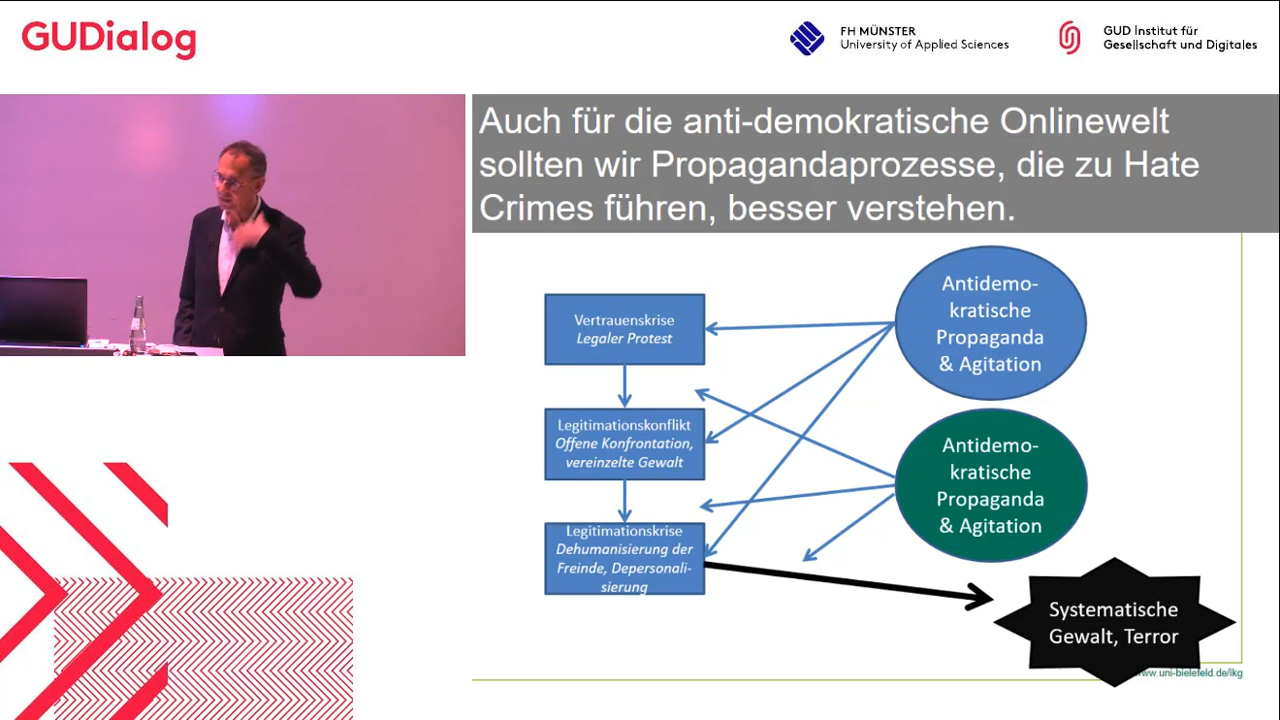 GUDialog
FH MÜNSTER
University of Applied Sciences
GUD Institut für
Gesellschaft und Digitales
Auch für die anti-demokratische Onlinewelt
sollten wir Propagandaprozesse, die zu Hate
Crimes führen, besser verstehen.
Vertrauenskrise
Legaler Protest
Legitimationskonflikt
Offene Konfrontation,
vereinzelte Gewalt
Legitimationskrise
Dehumanisierung der
Freinde, Depersonali-
sierung
Antidemo-
kratische
Propaganda
& Agitation
Antidemo-
kratische
Propaganda
& Agitation
Systematische
Gewalt, Terror
www.uni-bielefeld.de/ikg